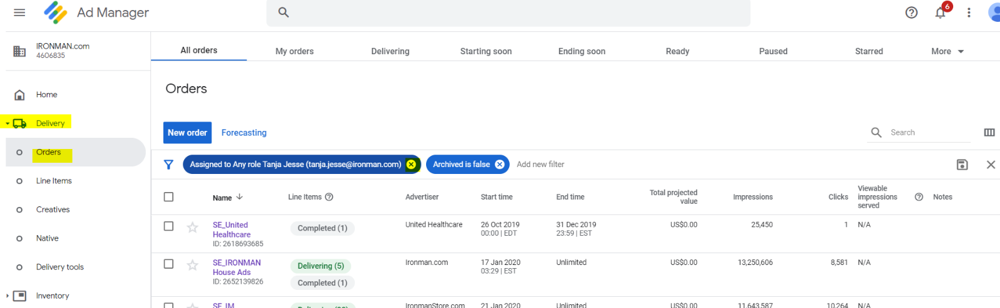 Ad Manager
6
IRONMAN.com
4606835
All orders
My orders
Delivering
Starting soon
Ending soon
Ready
Paused
Starred
More
Home
Delivery
Orders
Line Items
Creatives
Native
Delivery tools
Inventory
Orders
New order
Forecasting
Search
Assigned to Any role Tanja Jesse (tanja.jesse@ironman.com)
Archived is false
Add new filter
Name
Line Items
Advertiser
Start time
End time
Total projected
value
Impressions
Clicks
Viewable
impressions
served
Notes
SE_United
Healthcare
ID: 2618693685
Completed (1)
United Healthcare
26 Oct 2019
00:00 | EDT
31 Dec 2019
23:59 | EST
US$0.00
25,450
1
N/A
SE_IRONMAN
House Ads
ID: 2652139826
Delivering (5)
Completed (1)
Ironman.com
17 Jan 2020
03:29 | EST
Unlimited
US$0.00
13,250,606
8,581
N/A
SE_IM
IronmanStore.com
21 Jan 2020
Unlimited
US$0.00
11,643,587
10,264
N/A